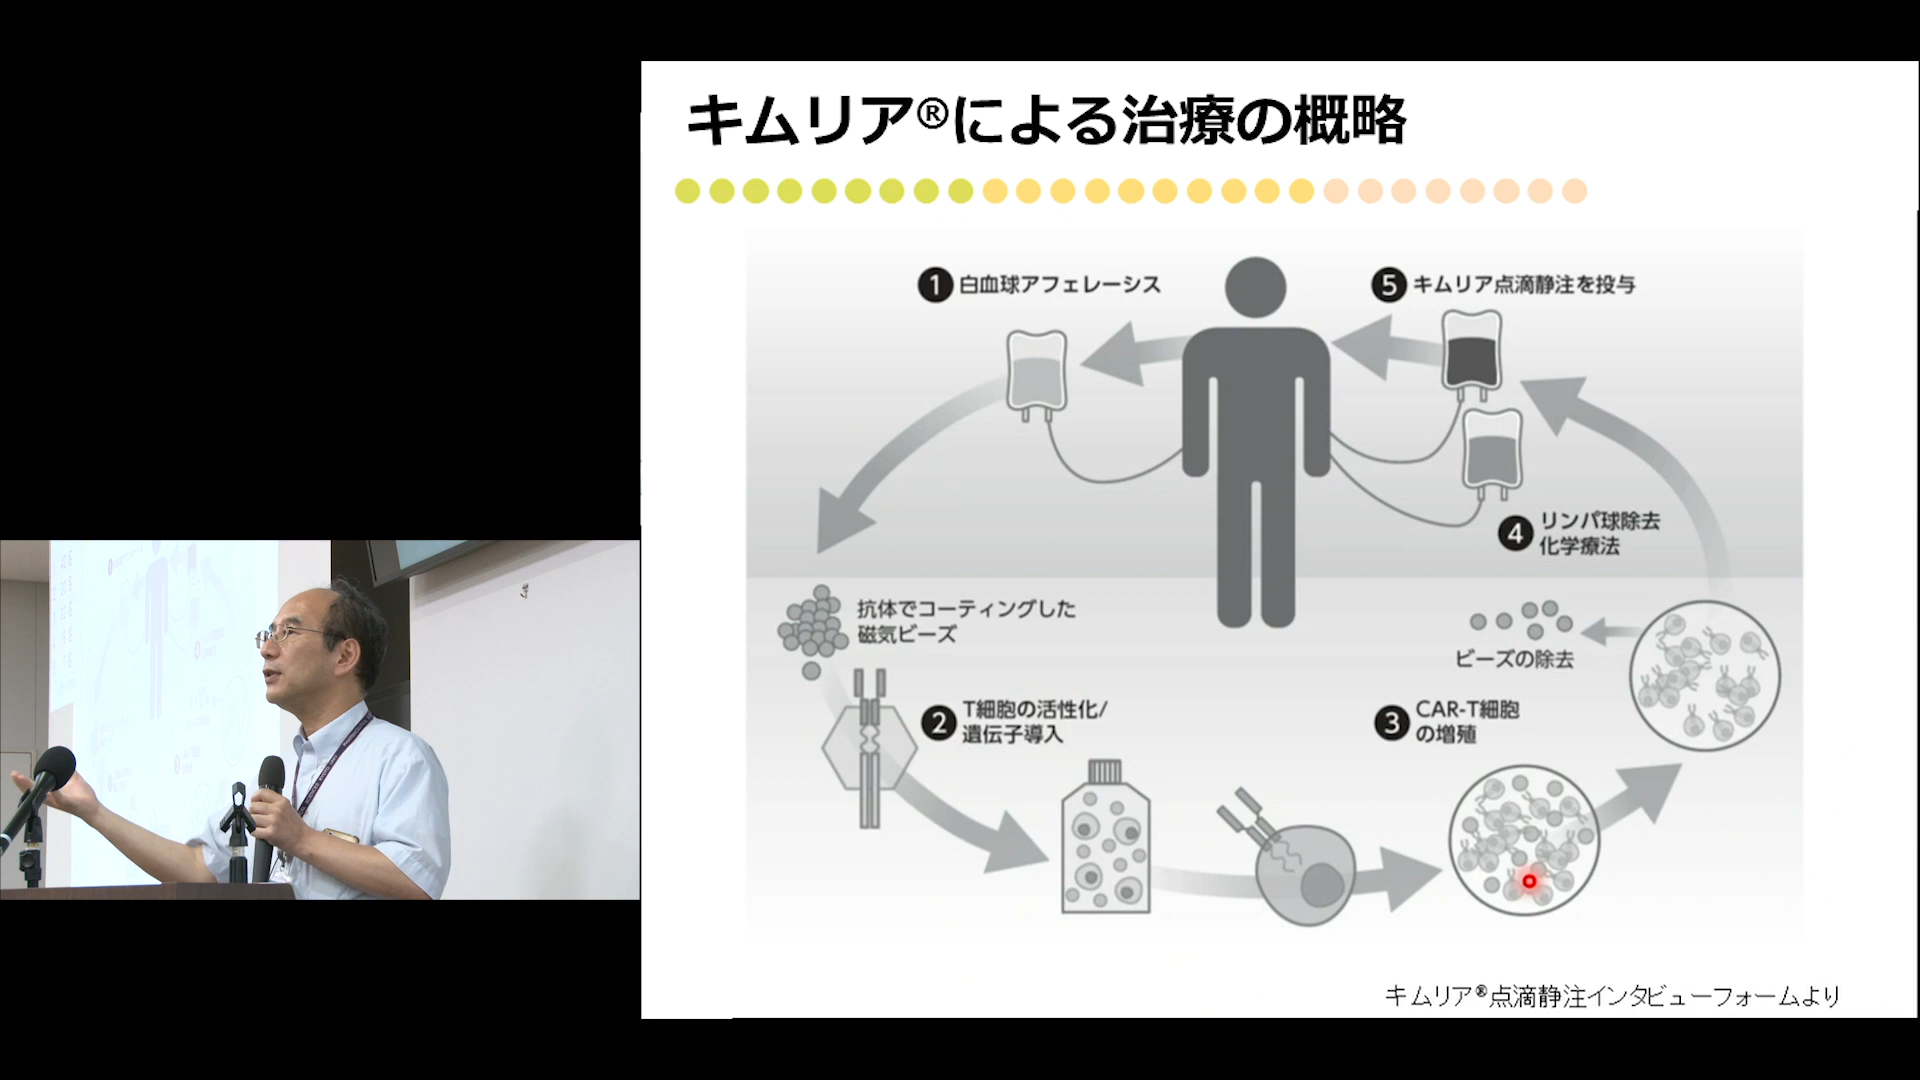 キムリア®による治療の概略
1 白血球アフェレーシス
5 キムリア点滴静注を投与
4 リンパ球除去
化学療法
抗体でコーティングした
磁気ビーズ
ビーズの除去
2 T細胞の活性化/
遺伝子導入
3 CAR-T細胞
の増殖
キムリア®点滴静注インタビューフォームより